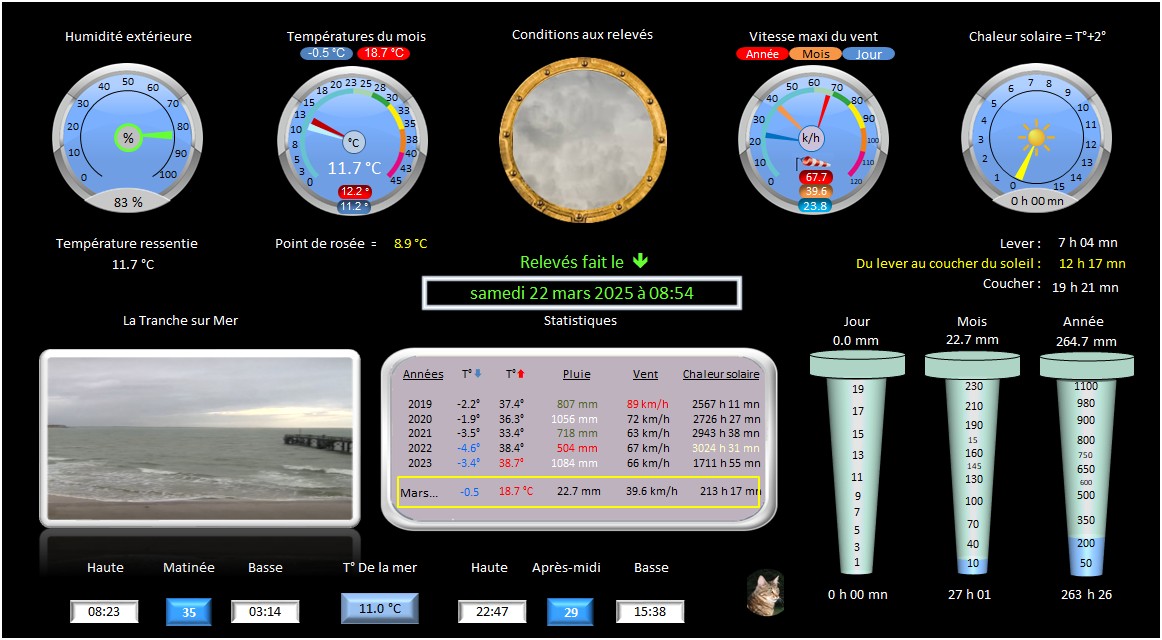 Humidité extérieure
Températures du mois
Conditions aux relevés
Vitesse maxi du vent
Chaleur solaire = T°+2°
-0.5 °C 18.7 °C
Année Mois Jour
0 10 20 30 40 50 60 70 80 90 100
%
83 %
0 3 5 8 10 13 15 18 20 23 25 28 30 33 35 38 40 43 45
°C
11.7 °C
12.2 °
11.2 °
0 10 20 30 40 50 60 70 80 90 100 110 120
k/h
67.7
39.6
23.8
0 1 2 3 4 5 6 7 8 9 10 11 12 13 14 15
0 h 00 mn
Température ressentie
11.7 °C
Point de rosée = 8.9 °C
Relevés fait le
samedi 22 mars 2025 à 08:54
Lever : 7 h 04 mn
Du lever au coucher du soleil : 12 h 17 mn
Coucher : 19 h 21 mn
La Tranche sur Mer
Statistiques
Années T° T° Pluie Vent Chaleur solaire
2019 -2.2° 37.4° 807 mm 89 km/h 2567 h 11 mn
2020 -1.9° 36.3° 1056 mm 72 km/h 2726 h 27 mn
2021 -3.5° 33.4° 718 mm 63 km/h 2943 h 38 mn
2022 -4.6° 38.4° 504 mm 67 km/h 3024 h 31 mn
2023 -3.4° 38.7° 1084 mm 66 km/h 1711 h 55 mn
Mars... -0.5 18.7 °C 22.7 mm 39.6 km/h 213 h 17 mn
Jour
0.0 mm
19
17
15
13
11
9
7
5
3
1
0 h 00 mn
Mois
22.7 mm
230
210
190
15
160
145
130
100
70
40
10
27 h 01
Année
264.7 mm
1100
980
900
800
750
650
600
500
350
200
50
263 h 26
Haute Matinée Basse
08:23 35 03:14
T° De la mer
11.0 °C
Haute Après-midi Basse
22:47 29 15:38